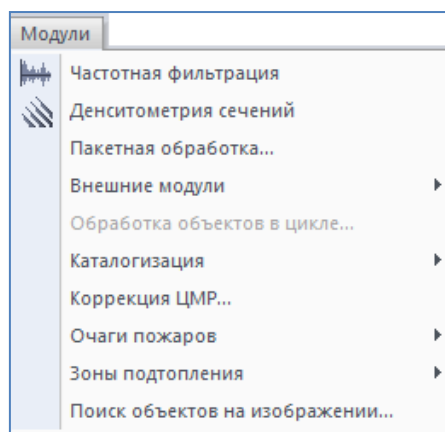 Модули
Частотная фильтрация
Денситометрия сечений
Пакетная обработка...
Внешние модули
Обработка объектов в цикле...
Каталогизация
Коррекция ЦМР...
Очаги пожаров
Зоны подтопления
Поиск объектов на изображении...